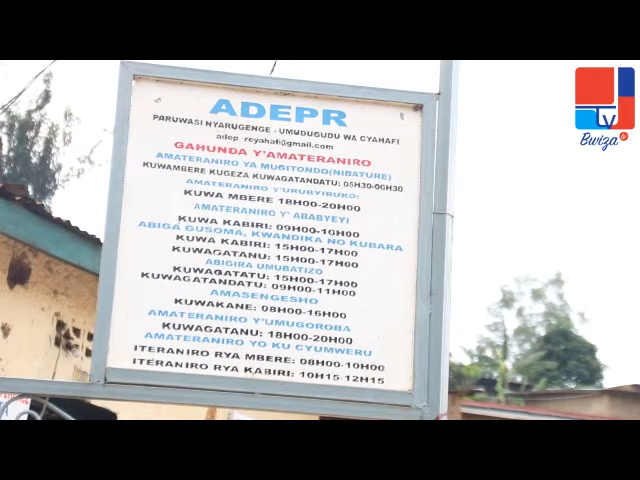 ADEPR
PARUWASI NYARUGENGE - UMUDUGUDU WA CYAHAFI
adep_rcyahafi@gmail.com
GAHUNDA Y'AMATERANIRO
AMATERANIRO YA MUGITONDO(NIBATURE)
KUWAMBERE KUGEZA KUWAGATANDATU: 05H30-06H30
AMATERANIRO Y'URUBYIRUKO:
KUWA MBERE 18H00-20H00
AMATERANIRO Y' ABABYEYI
KUWA KABIRI: 09H00-10H00
ABIGA GUSOMA, KWANDIKA NO KUBARA
KUWA KABIRI: 15H00-17H00
KUWAGATANU: 15H00-17H00
ABIGIRA UMUBATIZO
KUWAGATATU: 15H00-17H00
KUWAGATANDATU: 09H00-11H00
AMASENGESHO
KUWAKANE: 08H00-16H00
AMATERANIRO Y'UMUGOROBA
KUWAGATANU: 18H00-20H00
AMATERANIRO YO KU CYUMWERU
ITERANIRO RYA MBERE: 08H00-10H00
ITERANIRO RYA KABIRI: 10H15-12H15
TV
Bwiza